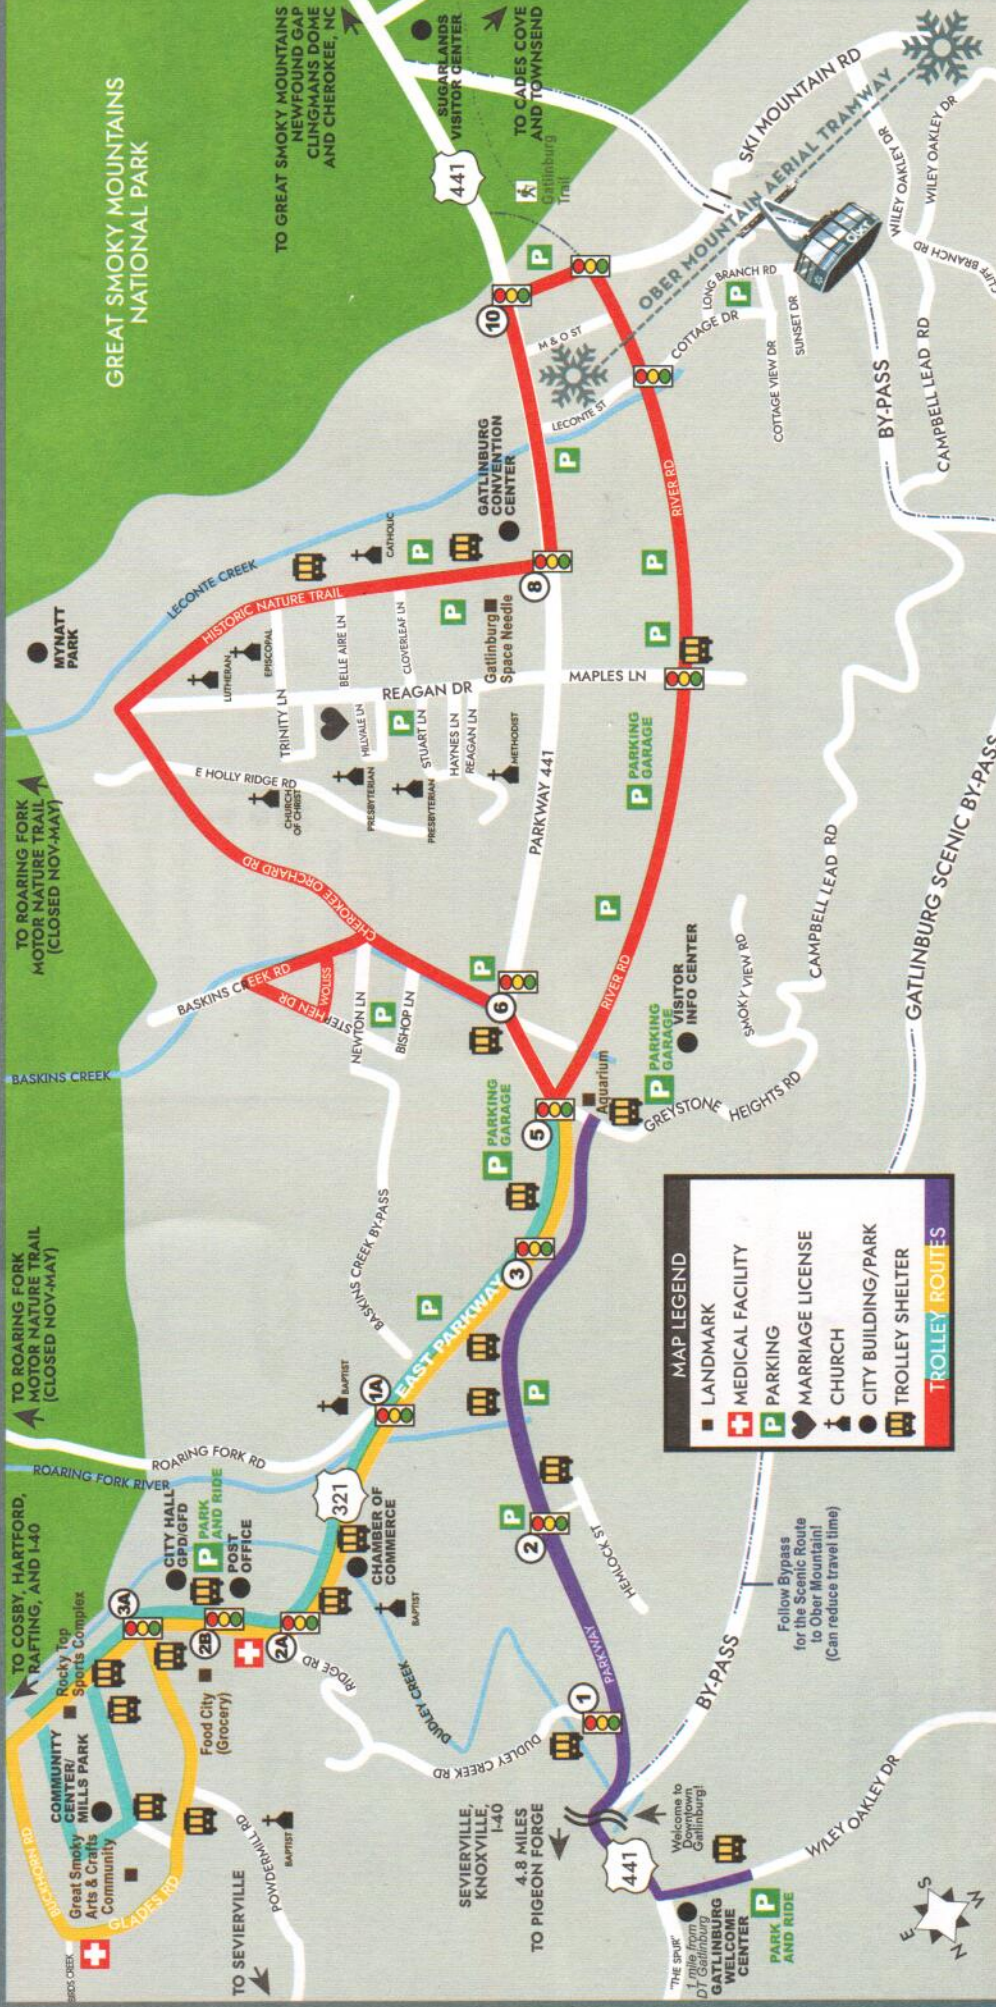 TO COSBY, HARTFORD,
RAFTING, AND I-40
TO ROARING FORK
MOTOR NATURE TRAIL
(CLOSED NOV-MAY)
TO ROARING FORK
MOTOR NATURE TRAIL
(CLOSED NOV-MAY)
MYNATT
PARK
GREAT SMOKY MOUNTAINS
NATIONAL PARK
TO GREAT SMOKY MOUNTAINS
NEWFOUND GAP
CLINGMANS DOME
AND CHEROKEE, NC
SUGARLANDS
VISITOR CENTER
TO CADES COVE
AND TOWNSEND
Gatlinburg
Trail
441
BUCKHORN RD
COMMUNITY
CENTER/
MILLS PARK
Great Smoky
Arts & Crafts
Community
GLADES RD
BIRDS CREEK
Rocky Top
Sports Complex
3A
CITY HALL
GPD/GFD
P
PARK
AND RIDE
POST
OFFICE
2B
2A
Food City
(Grocery)
POWDERMILL RD
BAPTIST
TO SEVIERVILLE
RIDGE RD
ROARING FORK RIVER
ROARING FORK RD
321
CHAMBER OF
COMMERCE
BAPTIST
DUDLEY CREEK
DUDLEY CREEK RD
BAPTIST
1A
EAST PARKWAY
BASKINS CREEK BY-PASS
P
BASKINS CREEK
BASKINS CREEK RD
STEPHEN DR
WOLISS
NEWTON LN
P
BISHOP LN
CHEROKEE ORCHARD RD
P
6
E HOLLY RIDGE RD
CHURCH
OF CHRIST
PRESBYTERIAN
PRESBYTERIAN
METHODIST
TRINITY LN
HILLVALE LN
P
STUART LN
HAYNES LN
REAGAN LN
REAGAN DR
LUTHERAN
EPISCOPAL
BELLE AIRE LN
CLOVERLEAF LN
HISTORIC NATURE TRAIL
LECONTE CREEK
CATHOLIC
P
P
Gatlinburg
Space Needle
GATLINBURG
CONVENTION
CENTER
8
PARKWAY 441
MAPLES LN
P
LECONTE ST
M & O ST
10
P
OBER MOUNTAIN AERIAL TRAMWAY
SKI MOUNTAIN RD
WILEY OAKLEY DR
WILEY OAKLEY DR
CLIFF BRANCH RD
LONG BRANCH RD
P
COTTAGE DR
SUNSET DR
COTTAGE VIEW DR
BY-PASS
CAMPBELL LEAD RD
RIVER RD
P
P
P
PARKING
GARAGE
P
RIVER RD
P
PARKING
GARAGE
5
3
Aquarium
P
PARKING
GARAGE
VISITOR
INFO CENTER
GREYSTONE HEIGHTS RD
SMOKY VIEW RD
CAMPBELL LEAD RD
GATLINBURG SCENIC BY-PASS
P
P
2
HEMLOCK ST
PARKWAY
1
SEVIERVILLE,
KNOXVILLE,
I-40
4.8 MILES
TO PIGEON FORGE
441
Welcome to
Downtown
Gatlinburg!
BY-PASS
Follow Bypass
for the Scenic Route
to Ober Mountain!
(Can reduce travel time)
WILEY OAKLEY DR
"THE SPUR"
1 mile from
DT Gatlinburg
GATLINBURG
WELCOME
CENTER
P
PARK
AND RIDE
N
E
S
W
MAP LEGEND
LANDMARK
MEDICAL FACILITY
P PARKING
MARRIAGE LICENSE
CHURCH
CITY BUILDING/PARK
TROLLEY SHELTER
TROLLEY ROUTES